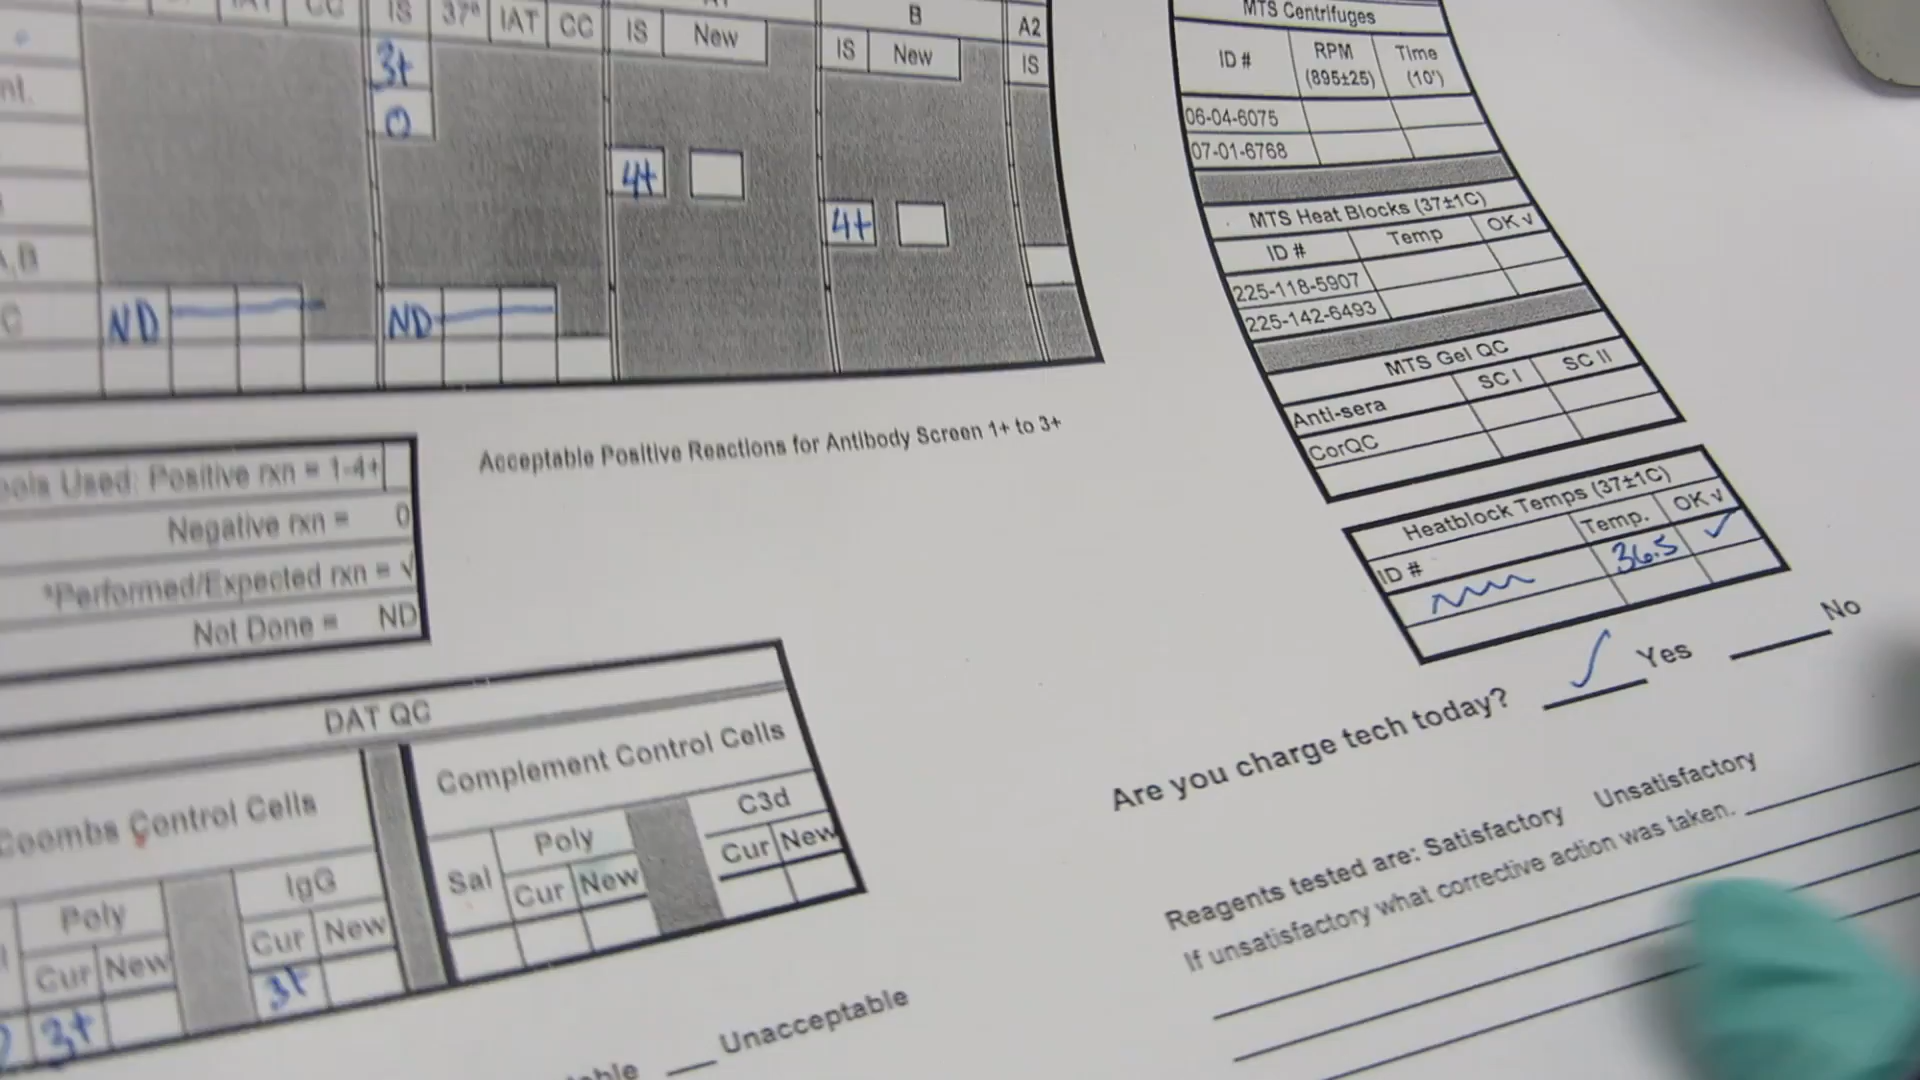 IS 37° IAT CC IS New
B
IS New
A2
IS
3+
0
4+
4+
A,B
C ND ND
Acceptable Positive Reactions for Antibody Screen 1+ to 3+
Used: Positive rxn = 1-4+
Negative rxn = 0
*Performed/Expected rxn = √
Not Done = ND
DAT QC
Coombs Control Cells
Poly
IgG
Cur New
Cur New
3+
3+
Complement Control Cells
Sal
Poly
C3d
Cur New
Cur New
Unacceptable
MTS Centrifuges
ID # RPM (895±25) Time (10')
06-04-6075
07-01-6768
MTS Heat Blocks (37±1C)
ID # Temp OK √
225-118-5907
225-142-6493
MTS Gel QC
SC I SC II
Anti-sera
CorQC
Heatblock Temps (37±1C)
ID # Temp. OK √
36.5 ✓
Are you charge tech today? ✓ Yes No
Reagents tested are: Satisfactory Unsatisfactory
If unsatisfactory what corrective action was taken.